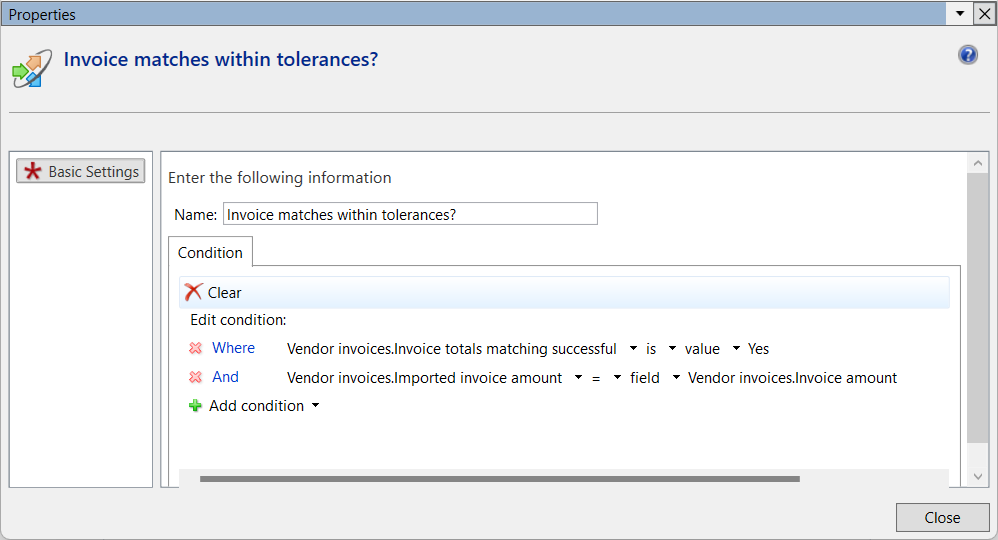 Properties
Invoice matches within tolerances?
Basic Settings
Enter the following information
Name: Invoice matches within tolerances?
Condition
Clear
Edit condition:
Where Vendor invoices.Invoice totals matching successful is value Yes
And Vendor invoices.Imported invoice amount = field Vendor invoices.Invoice amount
Add condition
Close